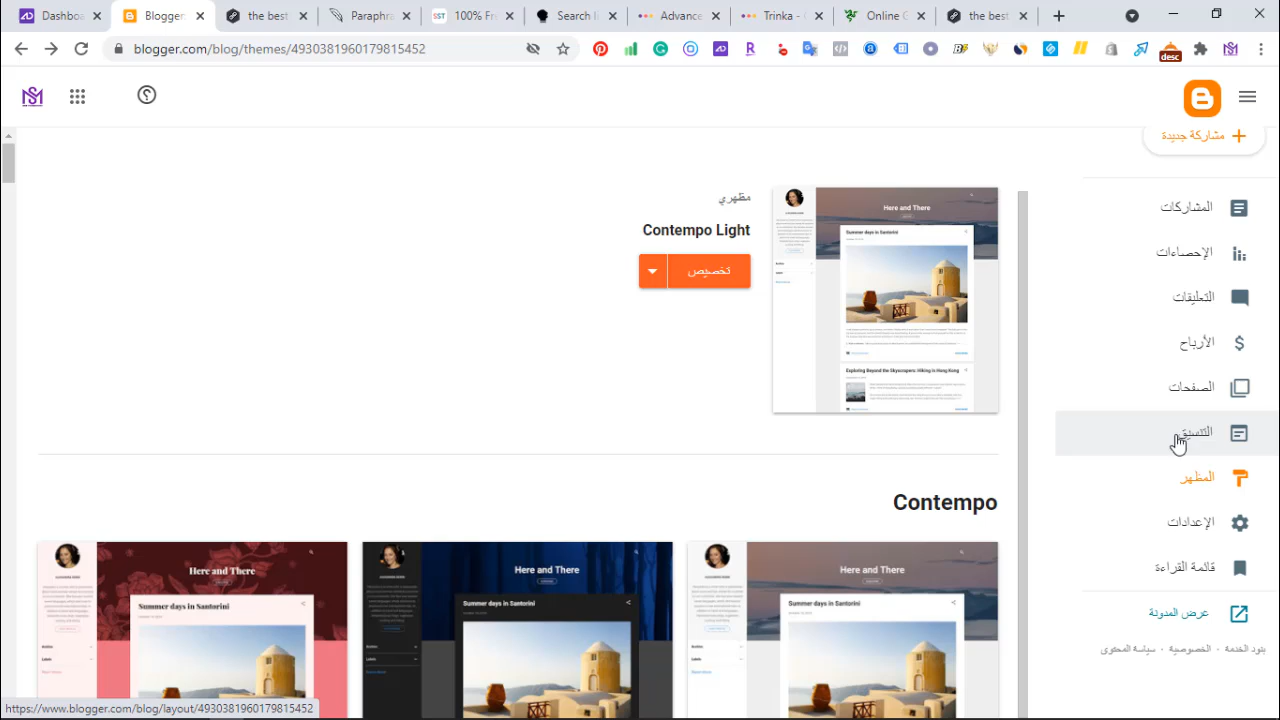 Dashboa
Blogger:
the best
Paraphra
100% Fre
Search In
Advance
Trinka -
Online G
the best
blogger.com/blog/themes/4930381960179815452
desc
مشاركة جديدة
المشاركات
الإحصاءات
التعليقات
الأرباح
الصفحات
التنسيق
المظهر
الإعدادات
قائمة القراءة
عرض المدونة
بنود الخدمة · الخصوصية · سياسة المحتوى
مظهري
Contempo Light
تخصيص
Here and There
Summer days in Santorini
Exploring Beyond the Skyscrapers: Hiking in Hong Kong
Contempo
Here and There
Summer days in Santorini
Here and There
Summer days in Santorini
Here and There
Summer days in Santorini
https://www.blogger.com/blog/layout/4930381960179815452